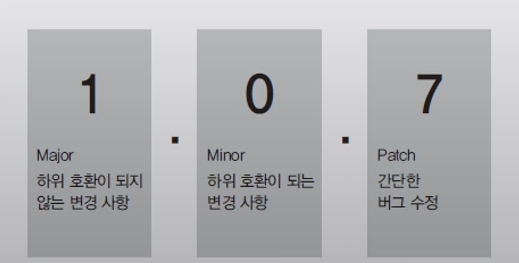 1 . 0 . 7
Major
하위 호환이 되지
않는 변경 사항
Minor
하위 호환이 되는
변경 사항
Patch
간단한
버그 수정